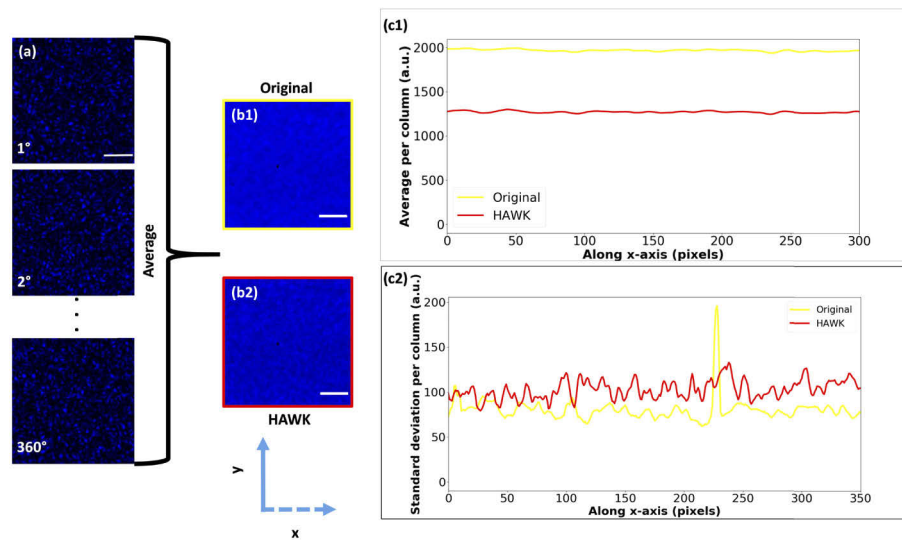 (a)
1°
2°
360°
Average
Original
(b1)
(b2)
HAWK
y
x
(c1)
Average per column (a.u.)
2000
1500
1000
500
0
Original
HAWK
0 50 100 150 200 250 300
Along x-axis (pixels)
(c2)
Standard deviation per column (a.u.)
200
150
100
50
0
Original
HAWK
0 50 100 150 200 250 300 350
Along x-axis (pixels)